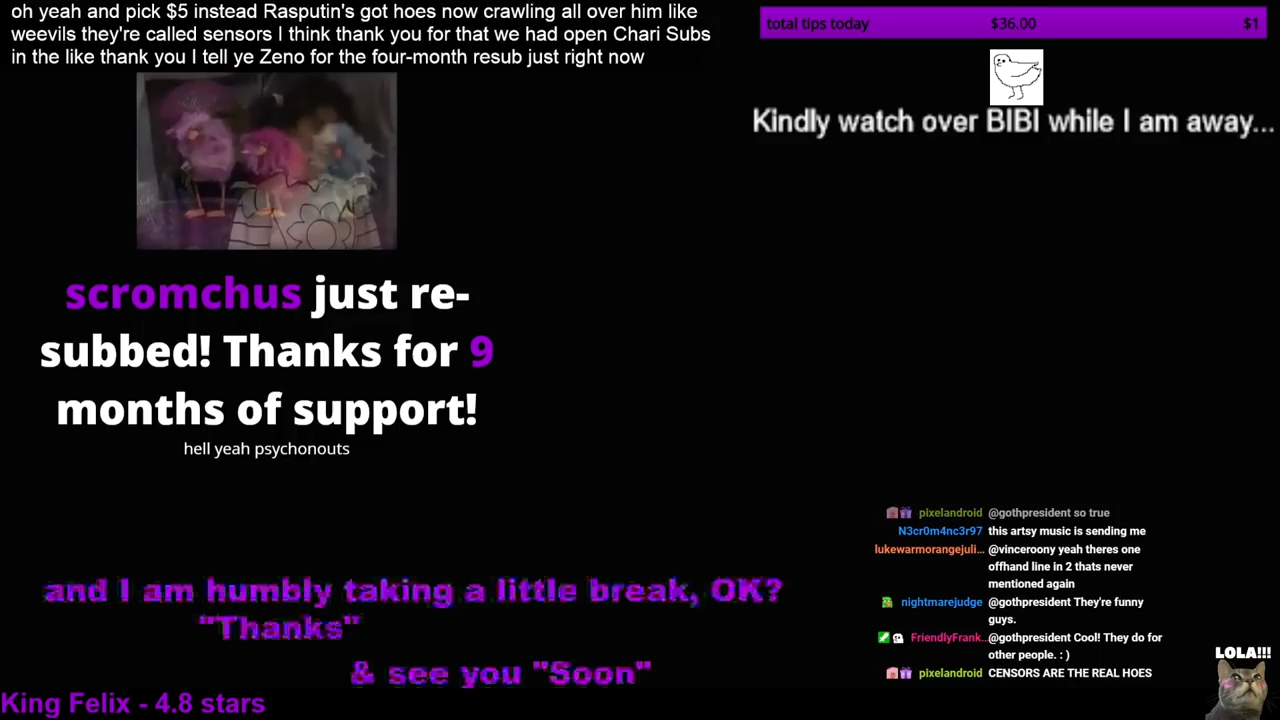 oh yeah and pick $5 instead Rasputin's got hoes now crawling all over him like
weevils they're called sensors I think thank you for that we had open Chari Subs
in the like thank you I tell ye Zeno for the four-month resub just right now
total tips today $36.00 $1
Kindly watch over BIBI while I am away...
scromchus just re-
subbed! Thanks for 9
months of support!
hell yeah psychonouts
pixelandroid @gothpresident so true
N3cr0m4nc3r97 this artsy music is sending me
lukewarmorangejuli... @vinceroony yeah theres one
offhand line in 2 thats never
mentioned again
nightmarejudge @gothpresident They're funny
guys.
FriendlyFrank... @gothpresident Cool! They do for
other people. : )
pixelandroid CENSORS ARE THE REAL HOES
and I am humbly taking a little break, OK?
"Thanks"
& see you "Soon"
LOLA!!!
King Felix - 4.8 stars